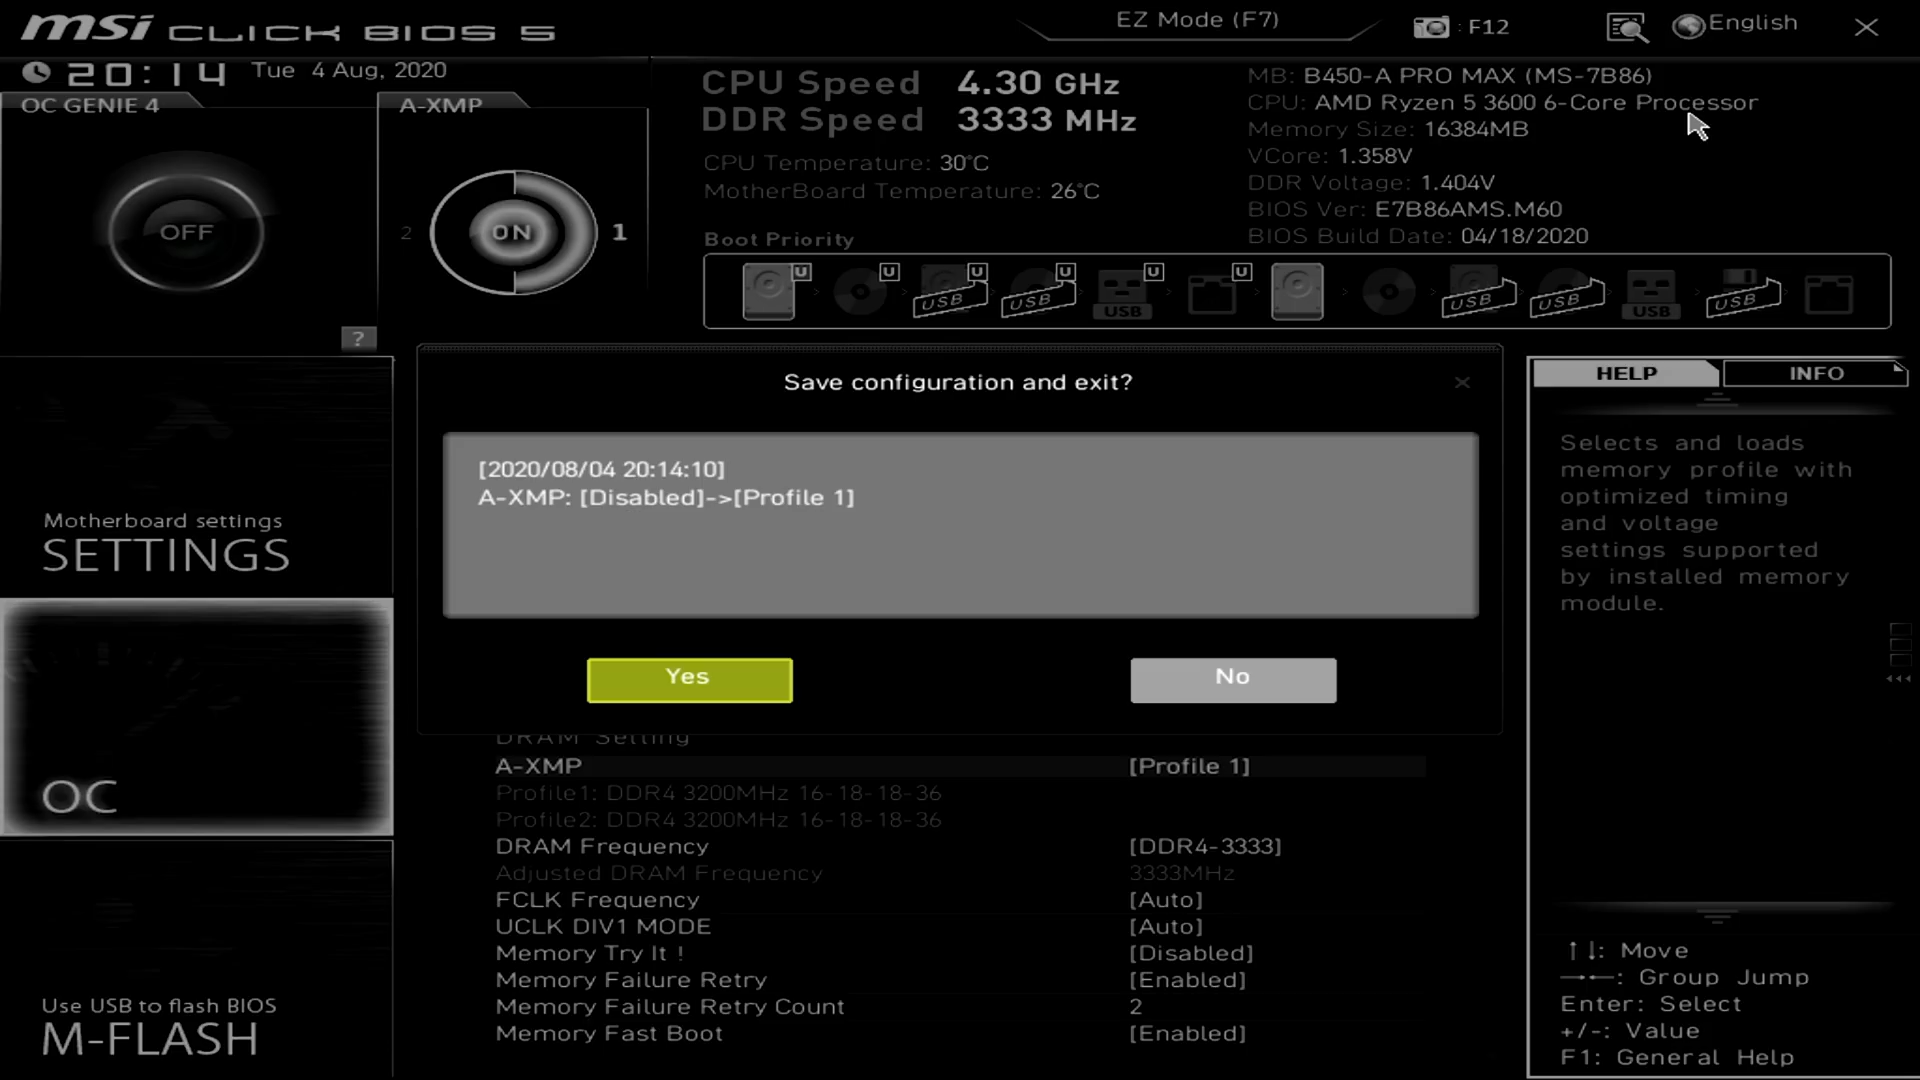 msi CLICK BIOS 5
EZ Mode (F7)
: F12
English
20:14 Tue 4 Aug, 2020
OC GENIE 4
A-XMP
OFF
2 ON 1
?
CPU Speed 4.30 GHz
DDR Speed 3333 MHz
CPU Temperature: 30°C
MotherBoard Temperature: 26°C
MB: B450-A PRO MAX (MS-7B86)
CPU: AMD Ryzen 5 3600 6-Core Processor
Memory Size: 16384MB
VCore: 1.358V
DDR Voltage: 1.404V
BIOS Ver: E7B86AMS.M60
BIOS Build Date: 04/18/2020
Boot Priority
U U U U U U
USB USB USB USB USB USB USB
Motherboard settings
SETTINGS
OC
Use USB to flash BIOS
M-FLASH
Save configuration and exit?
[2020/08/04 20:14:10]
A-XMP: [Disabled]->[Profile 1]
Yes
No
DRAM Setting
A-XMP [Profile 1]
Profile1: DDR4 3200MHz 16-18-18-36
Profile2: DDR4 3200MHz 16-18-18-36
DRAM Frequency [DDR4-3333]
Adjusted DRAM Frequency 3333MHz
FCLK Frequency [Auto]
UCLK DIV1 MODE [Auto]
Memory Try It ! [Disabled]
Memory Failure Retry [Enabled]
Memory Failure Retry Count 2
Memory Fast Boot [Enabled]
HELP
INFO
Selects and loads
memory profile with
optimized timing
and voltage
settings supported
by installed memory
module.
↑↓: Move
→←: Group Jump
Enter: Select
+/-: Value
F1: General Help